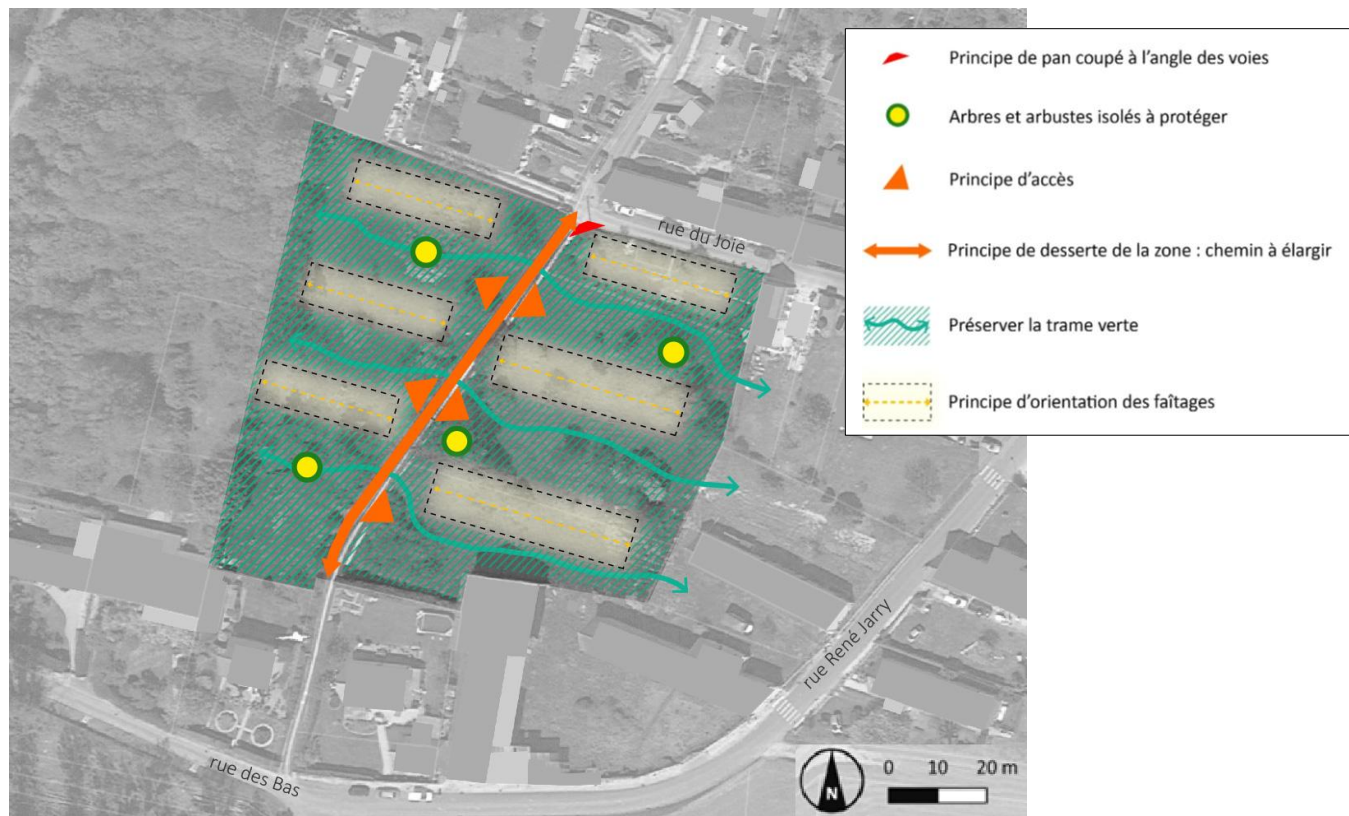 Principe de pan coupé à l'angle des voies
Arbres et arbustes isolés à protéger
Principe d'accès
Principe de desserte de la zone : chemin à élargir
Préserver la trame verte
Principe d'orientation des faîtages
rue du Joie
rue René Jarry
rue des Bas
N
0 10 20 m